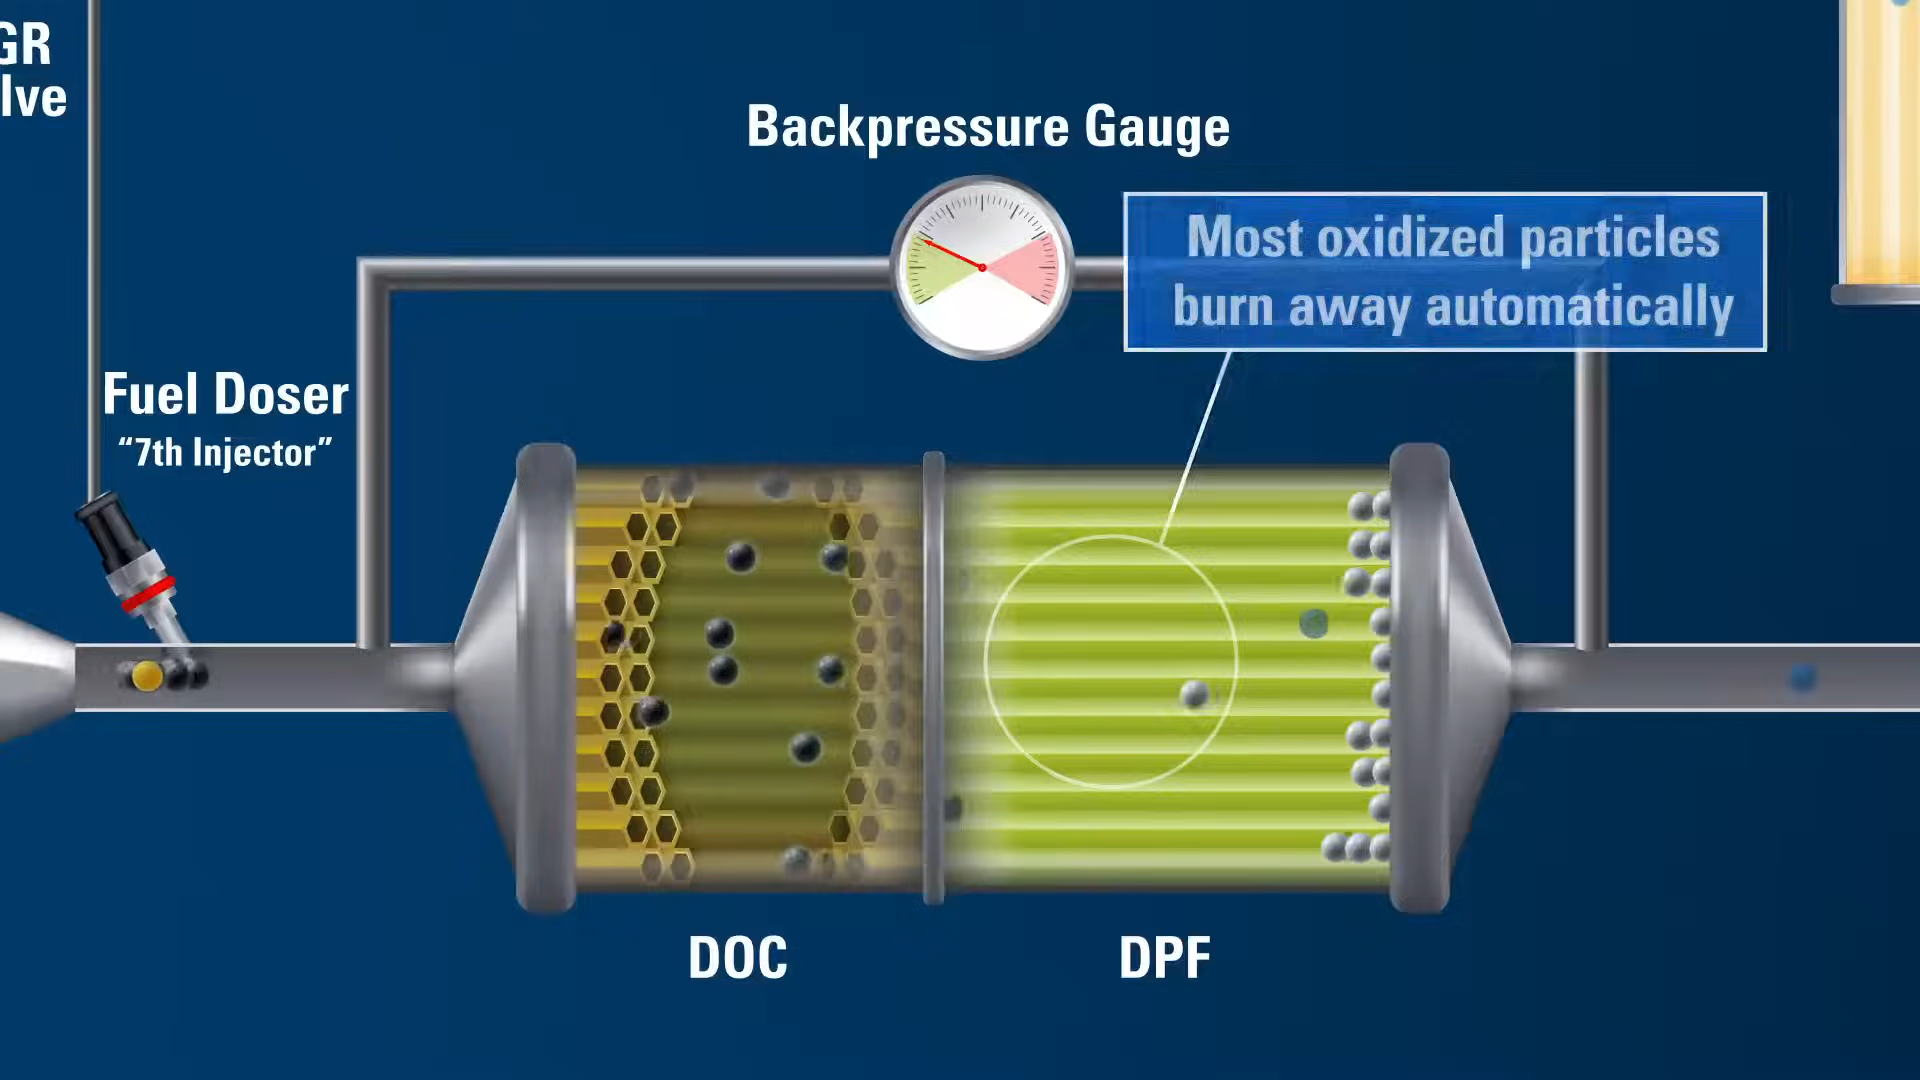 GR
lve
Backpressure Gauge
Most oxidized particles
burn away automatically
Fuel Doser
“7th Injector”
DOC
DPF